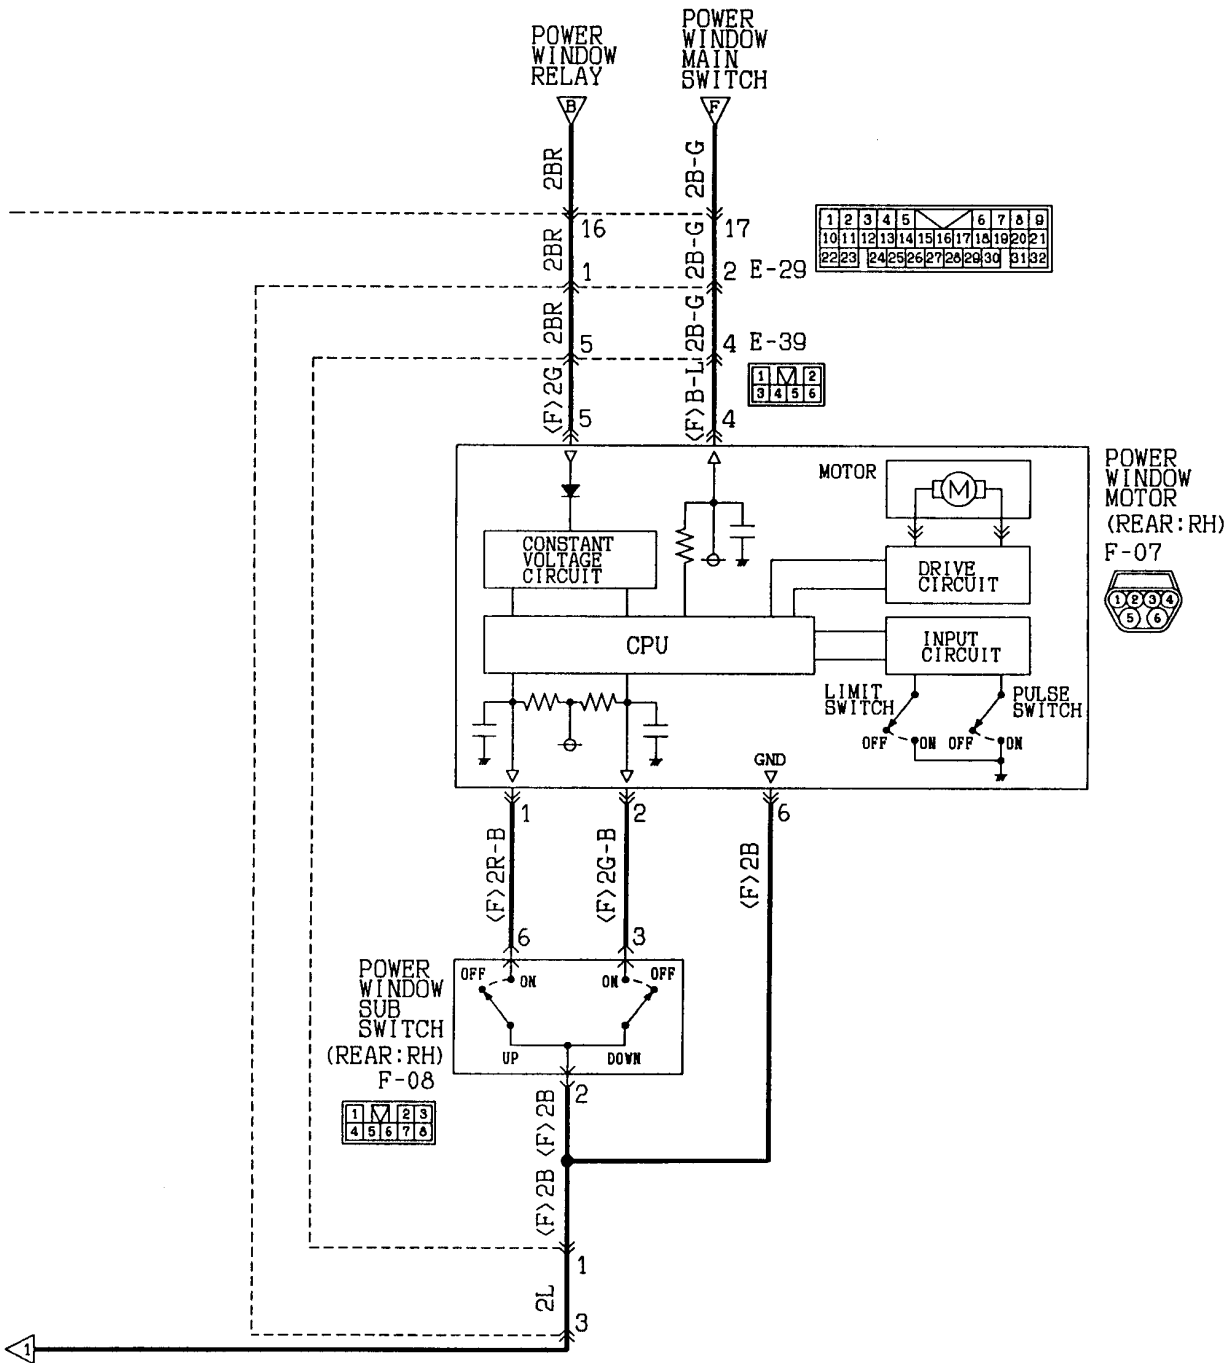 POWER
WINDOW
RELAY
POWER
WINDOW
MAIN
SWITCH
B
F
2BR
2B-G
16
17
1 2 3 4 5 6 7 8 9
10 11 12 13 14 15 16 17 18 19 20 21
22 23 24 25 26 27 28 29 30 31 32
2BR
2B-G
1
2
E-29
2BR
2B-G
5
4
E-39
1 2
3 4 5 6
<F>2G
<F>B-L
5
4
MOTOR
M
POWER
WINDOW
MOTOR
(REAR:RH)
F-07
1 2 3 4
5 6
CONSTANT
VOLTAGE
CIRCUIT
DRIVE
CIRCUIT
CPU
INPUT
CIRCUIT
LIMIT
SWITCH
PULSE
SWITCH
OFF
ON
OFF
ON
GND
1
2
6
<F>2R-B
<F>2G-B
<F>2B
6
3
POWER
WINDOW
SUB
SWITCH
(REAR:RH)
F-08
OFF
ON
ON
OFF
UP
DOWN
1 2 3
4 5 6 7 8
2
<F>2B
<F>2B
1
2L
3
1